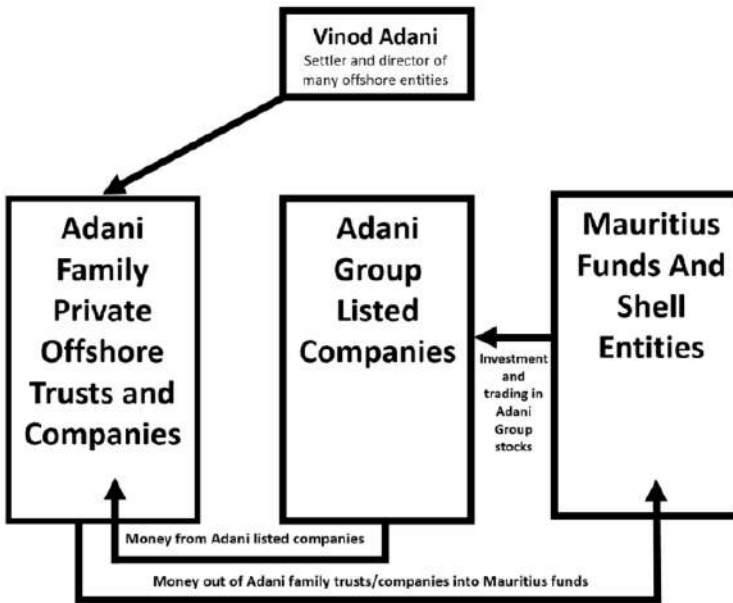 Vinod Adani
Settler and director of
many offshore entities
Adani
Family
Private
Offshore
Trusts and
Companies
Adani
Group
Listed
Companies
Mauritius
Funds And
Shell
Entities
Investment
and
trading in
Adani
Group
stocks
Money from Adani listed companies
Money out of Adani family trusts/companies into Mauritius funds